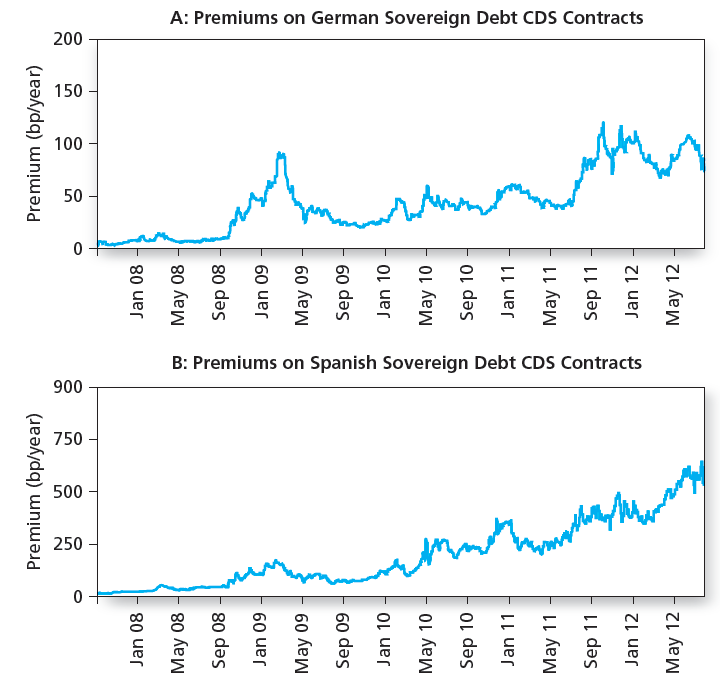 A: Premiums on German Sovereign Debt CDS Contracts
200
150
100
50
0
Premium (bp/year)
Jan 08
May 08
Sep 08
Jan 09
May 09
Sep 09
Jan 10
May 10
Sep 10
Jan 11
May 11
Sep 11
Jan 12
May 12
B: Premiums on Spanish Sovereign Debt CDS Contracts
900
750
500
250
0
Premium (bp/year)
Jan 08
May 08
Sep 08
Jan 09
May 09
Sep 09
Jan 10
May 10
Sep 10
Jan 11
May 11
Sep 11
Jan 12
May 12